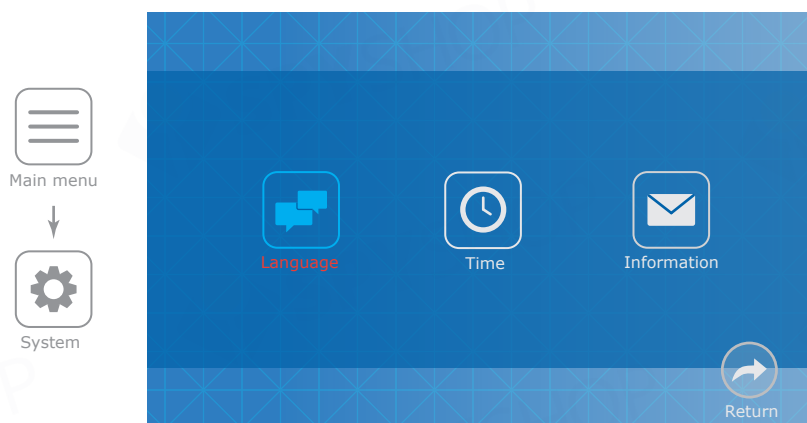 Main menu
System
Language
Time
Information
Return